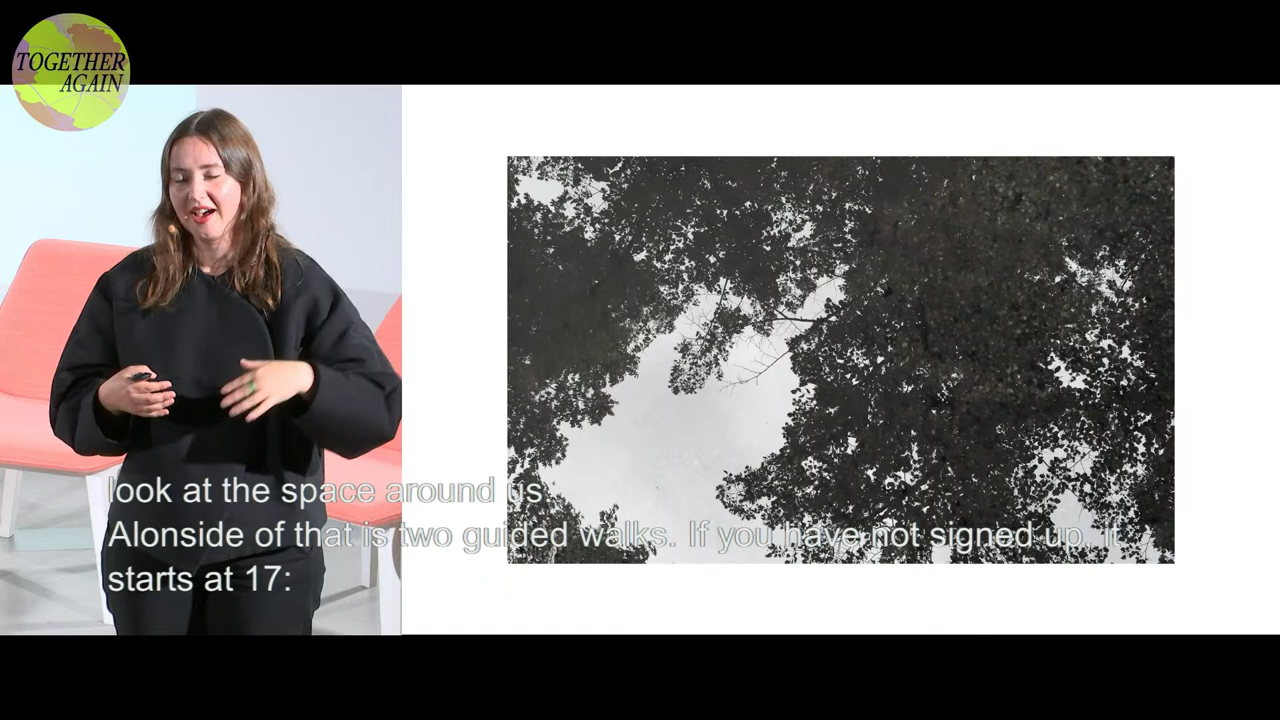 TOGETHER
AGAIN
look at the space around us.
Alonside of that is two guided walks. If you have not signed up, it
starts at 17: